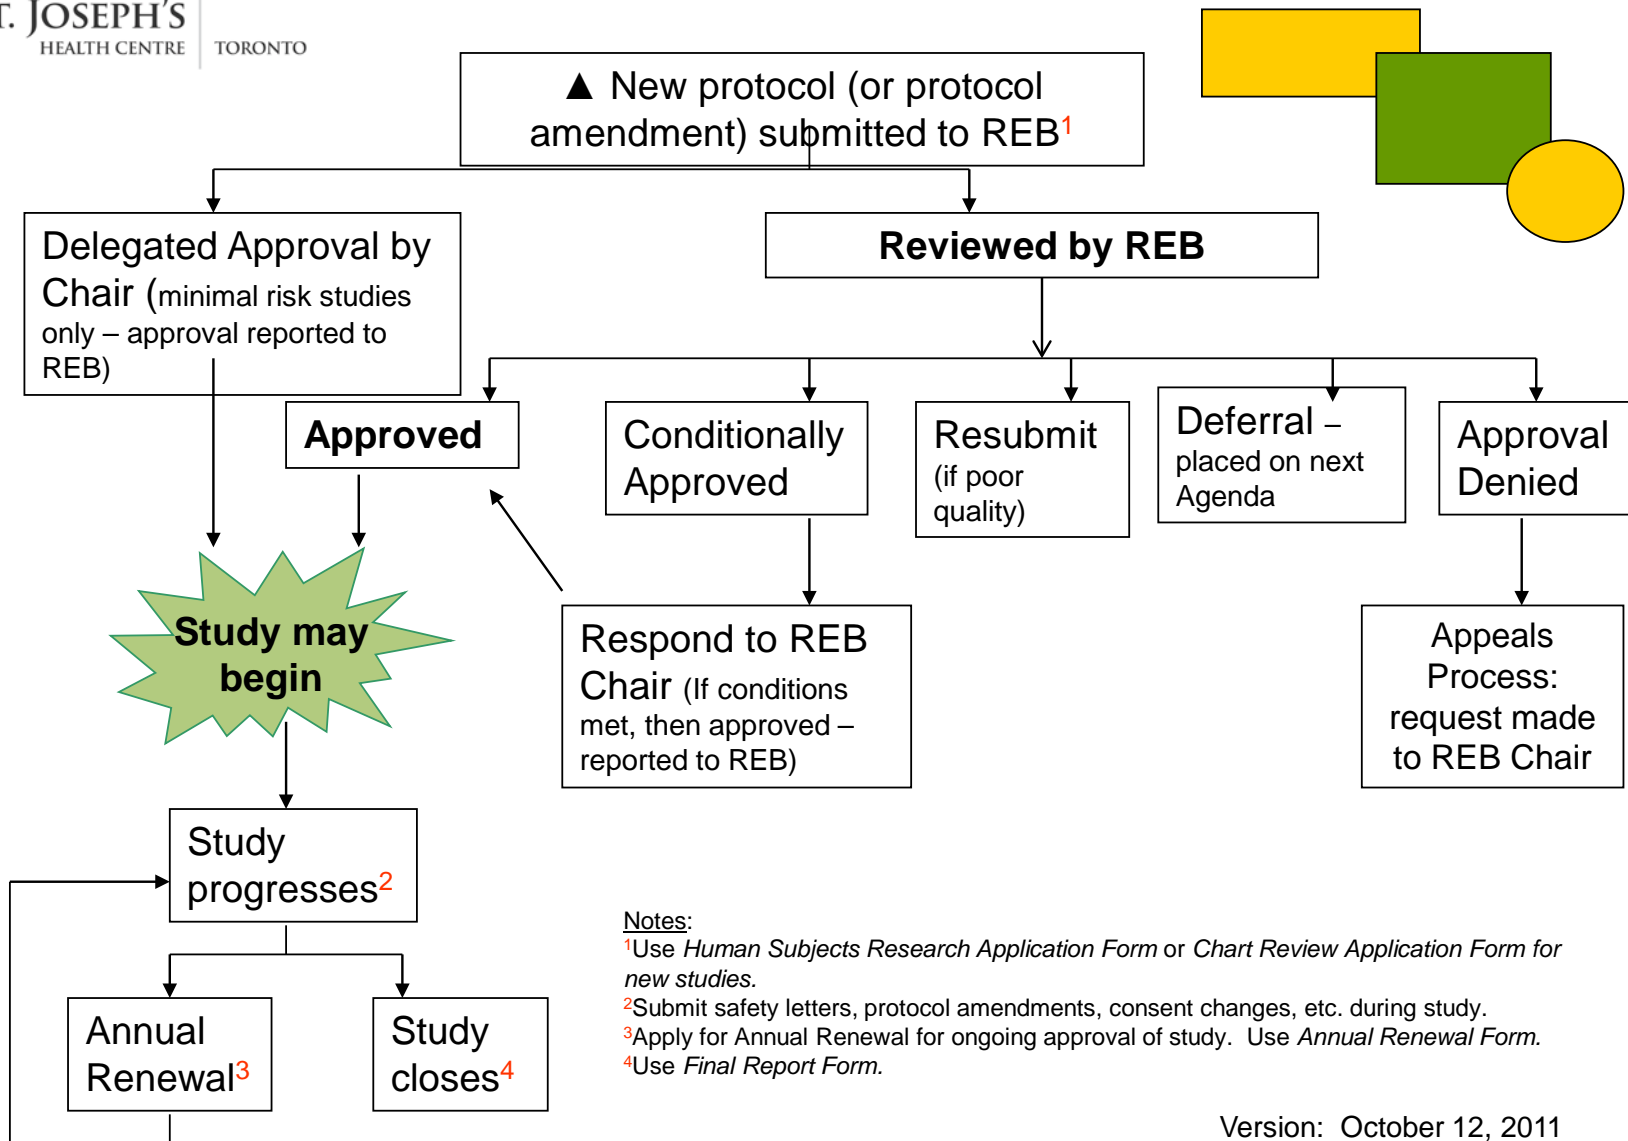 T. JOSEPH'S
HEALTH CENTRE TORONTO
▲ New protocol (or protocol
amendment) submitted to REB1
Delegated Approval by
Chair (minimal risk studies
only – approval reported to
REB)
Reviewed by REB
Approved
Conditionally
Approved
Resubmit
(if poor
quality)
Deferral –
placed on next
Agenda
Approval
Denied
Study may
begin
Respond to REB
Chair (If conditions
met, then approved –
reported to REB)
Appeals
Process:
request made
to REB Chair
Study
progresses2
Annual
Renewal3
Study
closes4
Notes:
1Use Human Subjects Research Application Form or Chart Review Application Form for
new studies.
2Submit safety letters, protocol amendments, consent changes, etc. during study.
3Apply for Annual Renewal for ongoing approval of study. Use Annual Renewal Form.
4Use Final Report Form.
Version: October 12, 2011